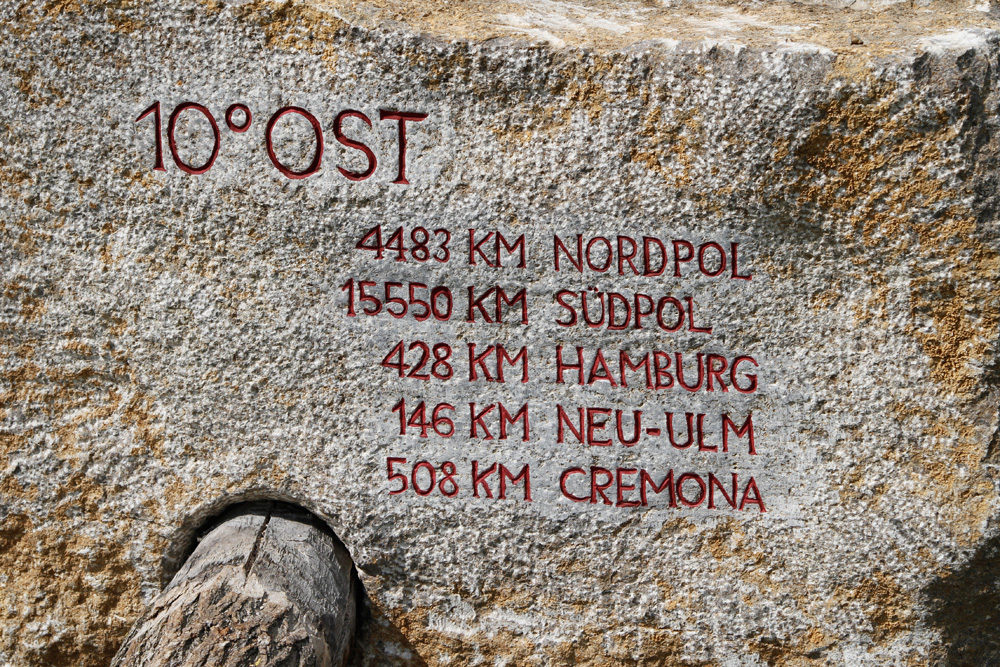 10° OST
4483 KM NORDPOL
15550 KM SÜDPOL
428 KM HAMBURG
146 KM NEU-ULM
508 KM CREMONA